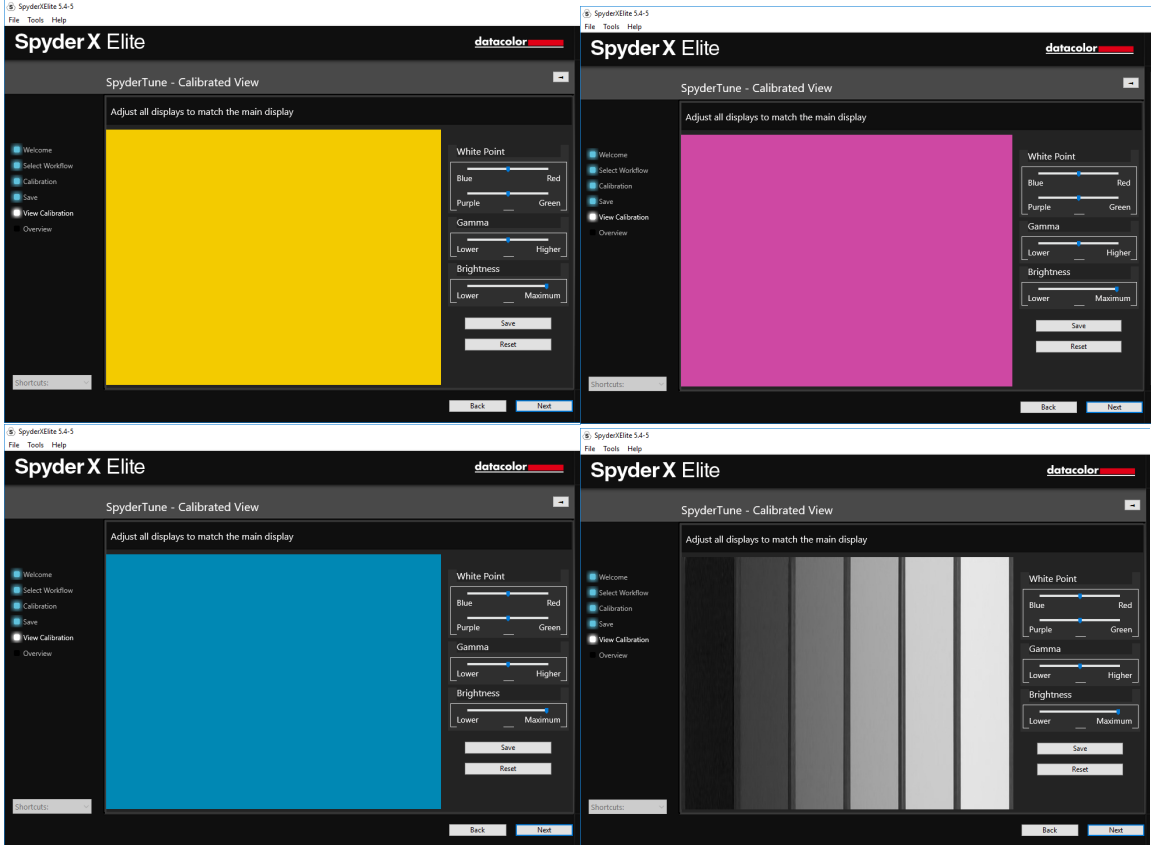 SpyderXElite 5.4-5
File Tools Help
Spyder X Elite
datacolor
SpyderTune - Calibrated View
Adjust all displays to match the main display
Welcome
Select Workflow
Calibration
Save
View Calibration
Overview
White Point
Blue Red
Purple Green
Gamma
Lower Higher
Brightness
Lower Maximum
Save
Reset
Shortcuts:
Back Next
SpyderXElite 5.4-5
File Tools Help
Spyder X Elite
datacolor
SpyderTune - Calibrated View
Adjust all displays to match the main display
Welcome
Select Workflow
Calibration
Save
View Calibration
Overview
White Point
Blue Red
Purple Green
Gamma
Lower Higher
Brightness
Lower Maximum
Save
Reset
Shortcuts:
Back Next
SpyderXElite 5.4-5
File Tools Help
Spyder X Elite
datacolor
SpyderTune - Calibrated View
Adjust all displays to match the main display
Welcome
Select Workflow
Calibration
Save
View Calibration
Overview
White Point
Blue Red
Purple Green
Gamma
Lower Higher
Brightness
Lower Maximum
Save
Reset
Shortcuts:
Back Next
SpyderXElite 5.4-5
File Tools Help
Spyder X Elite
datacolor
SpyderTune - Calibrated View
Adjust all displays to match the main display
Welcome
Select Workflow
Calibration
Save
View Calibration
Overview
White Point
Blue Red
Purple Green
Gamma
Lower Higher
Brightness
Lower Maximum
Save
Reset
Shortcuts:
Back Next